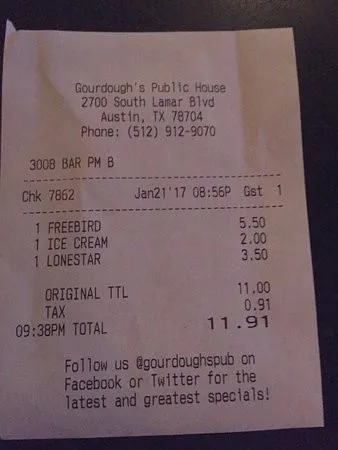 Gourdough's Public House
2700 South Lamar Blvd
Austin, TX 78704
Phone: (512) 912-9070
3008 BAR PM B
Chk 7862 Jan21'17 08:56P Gst 1
1 FREEBIRD 5.50
1 ICE CREAM 2.00
1 LONESTAR 3.50
ORIGINAL TTL 11.00
TAX 0.91
09:38PM TOTAL 11.91
Follow us @gourdoughspub on
Facebook or Twitter for the
latest and greatest specials!